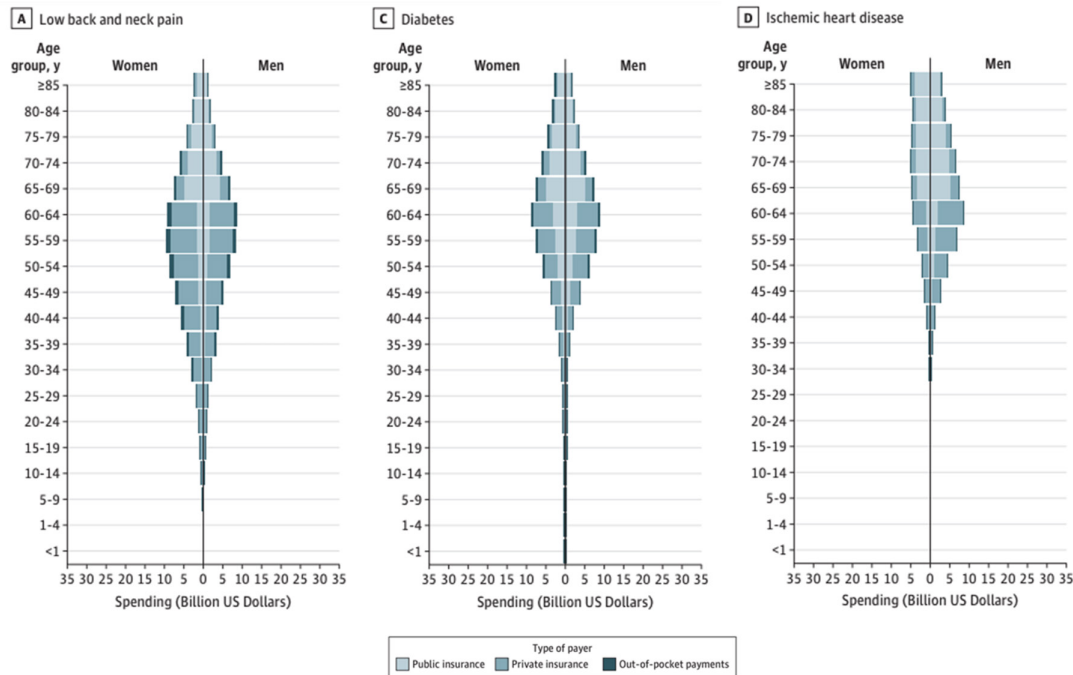 A Low back and neck pain
Age
group, y
Women
Men
≥85
80-84
75-79
70-74
65-69
60-64
55-59
50-54
45-49
40-44
35-39
30-34
25-29
20-24
15-19
10-14
5-9
1-4
<1
35 30 25 20 15 10 5 0 5 10 15 20 25 30 35
Spending (Billion US Dollars)
C Diabetes
Age
group, y
Women
Men
≥85
80-84
75-79
70-74
65-69
60-64
55-59
50-54
45-49
40-44
35-39
30-34
25-29
20-24
15-19
10-14
5-9
1-4
<1
35 30 25 20 15 10 5 0 5 10 15 20 25 30 35
Spending (Billion US Dollars)
D Ischemic heart disease
Age
group, y
Women
Men
≥85
80-84
75-79
70-74
65-69
60-64
55-59
50-54
45-49
40-44
35-39
30-34
25-29
20-24
15-19
10-14
5-9
1-4
<1
35 30 25 20 15 10 5 0 5 10 15 20 25 30 35
Spending (Billion US Dollars)
Type of payer
Public insurance Private insurance Out-of-pocket payments